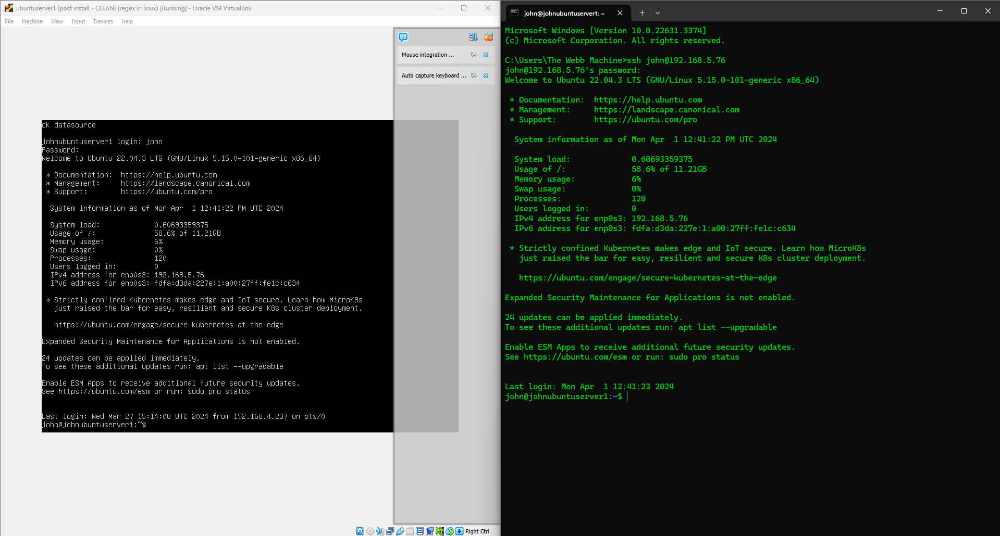 ubuntuserver1 (post install - CLEAN) (regex in linux) [Running] - Oracle VM VirtualBox
File Machine View Input Devices Help
Mouse integration ...
Auto capture keyboard ...
ck datasource
johnubuntuserver1 login: john
Password:
Welcome to Ubuntu 22.04.3 LTS (GNU/Linux 5.15.0-101-generic x86_64)
* Documentation: https://help.ubuntu.com
* Management: https://landscape.canonical.com
* Support: https://ubuntu.com/pro
System information as of Mon Apr 1 12:41:22 PM UTC 2024
System load: 0.60693359375
Usage of /: 58.6% of 11.21GB
Memory usage: 6%
Swap usage: 0%
Processes: 120
Users logged in: 0
IPv4 address for enp0s3: 192.168.5.76
IPv6 address for enp0s3: fdfa:d3da:227e:1:a00:27ff:fe1c:c634
* Strictly confined Kubernetes makes edge and IoT secure. Learn how MicroK8s
just raised the bar for easy, resilient and secure K8s cluster deployment.
https://ubuntu.com/engage/secure-kubernetes-at-the-edge
Expanded Security Maintenance for Applications is not enabled.
24 updates can be applied immediately.
To see these additional updates run: apt list --upgradable
Enable ESM Apps to receive additional future security updates.
See https://ubuntu.com/esm or run: sudo pro status
Last login: Wed Mar 27 15:14:08 UTC 2024 from 192.168.4.237 on pts/0
john@johnubuntuserver1:~$
Right Ctrl
john@johnubuntuserver1: ~
Microsoft Windows [Version 10.0.22631.3374]
(c) Microsoft Corporation. All rights reserved.
C:\Users\The Webb Machine>ssh john@192.168.5.76
john@192.168.5.76's password:
Welcome to Ubuntu 22.04.3 LTS (GNU/Linux 5.15.0-101-generic x86_64)
* Documentation: https://help.ubuntu.com
* Management: https://landscape.canonical.com
* Support: https://ubuntu.com/pro
System information as of Mon Apr 1 12:41:22 PM UTC 2024
System load: 0.60693359375
Usage of /: 58.6% of 11.21GB
Memory usage: 6%
Swap usage: 0%
Processes: 120
Users logged in: 0
IPv4 address for enp0s3: 192.168.5.76
IPv6 address for enp0s3: fdfa:d3da:227e:1:a00:27ff:fe1c:c634
* Strictly confined Kubernetes makes edge and IoT secure. Learn how MicroK8s
just raised the bar for easy, resilient and secure K8s cluster deployment.
https://ubuntu.com/engage/secure-kubernetes-at-the-edge
Expanded Security Maintenance for Applications is not enabled.
24 updates can be applied immediately.
To see these additional updates run: apt list --upgradable
Enable ESM Apps to receive additional future security updates.
See https://ubuntu.com/esm or run: sudo pro status
Last login: Mon Apr 1 12:41:23 2024
john@johnubuntuserver1:~$